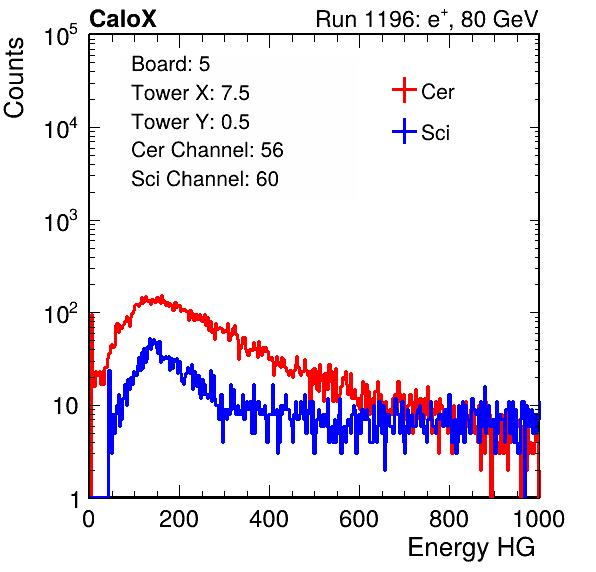 CaloX Run 1196: e⁺, 80 GeV
Board: 5
Tower X: 7.5
Tower Y: 0.5
Cer Channel: 56
Sci Channel: 60
Cer
Sci
Counts
10⁵
10⁴
10³
10²
10
1
0 200 400 600 800 1000
Energy HG